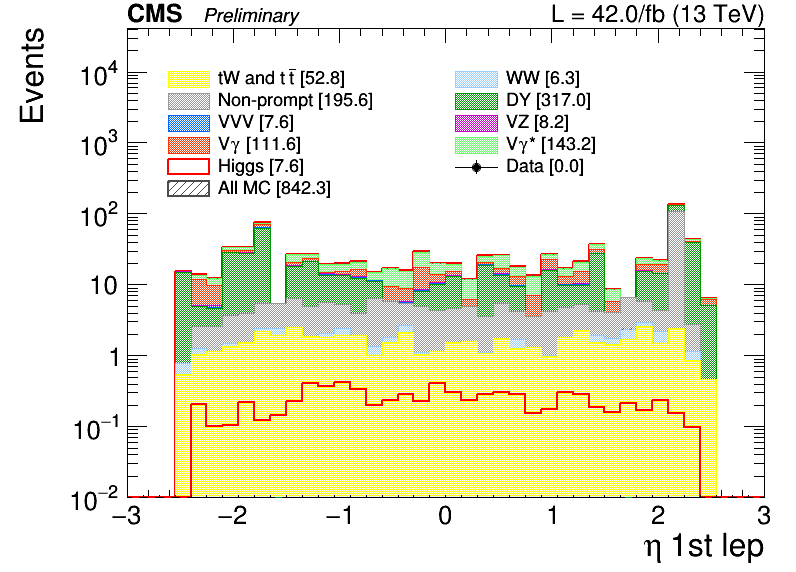 CMS Preliminary L = 42.0/fb (13 TeV)
Events
10⁴
10³
10²
10
1
10⁻¹
10⁻²
tW and tt̄ [52.8] WW [6.3]
Non-prompt [195.6] DY [317.0]
VVV [7.6] VZ [8.2]
Vγ [111.6] Vγ* [143.2]
Higgs [7.6] Data [0.0]
All MC [842.3]
−3 −2 −1 0 1 2 3
η 1st lep